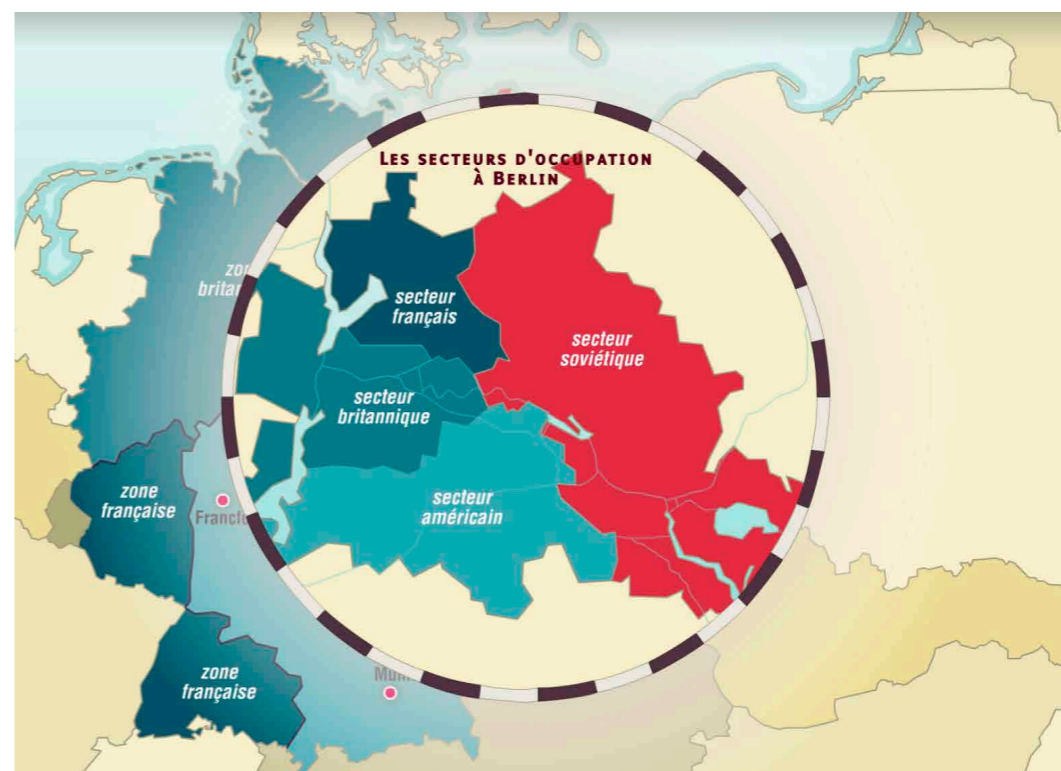 LES SECTEURS D'OCCUPATION
À BERLIN
secteur
français
secteur
soviétique
secteur
britannique
secteur
américain
zone
française
zone
française